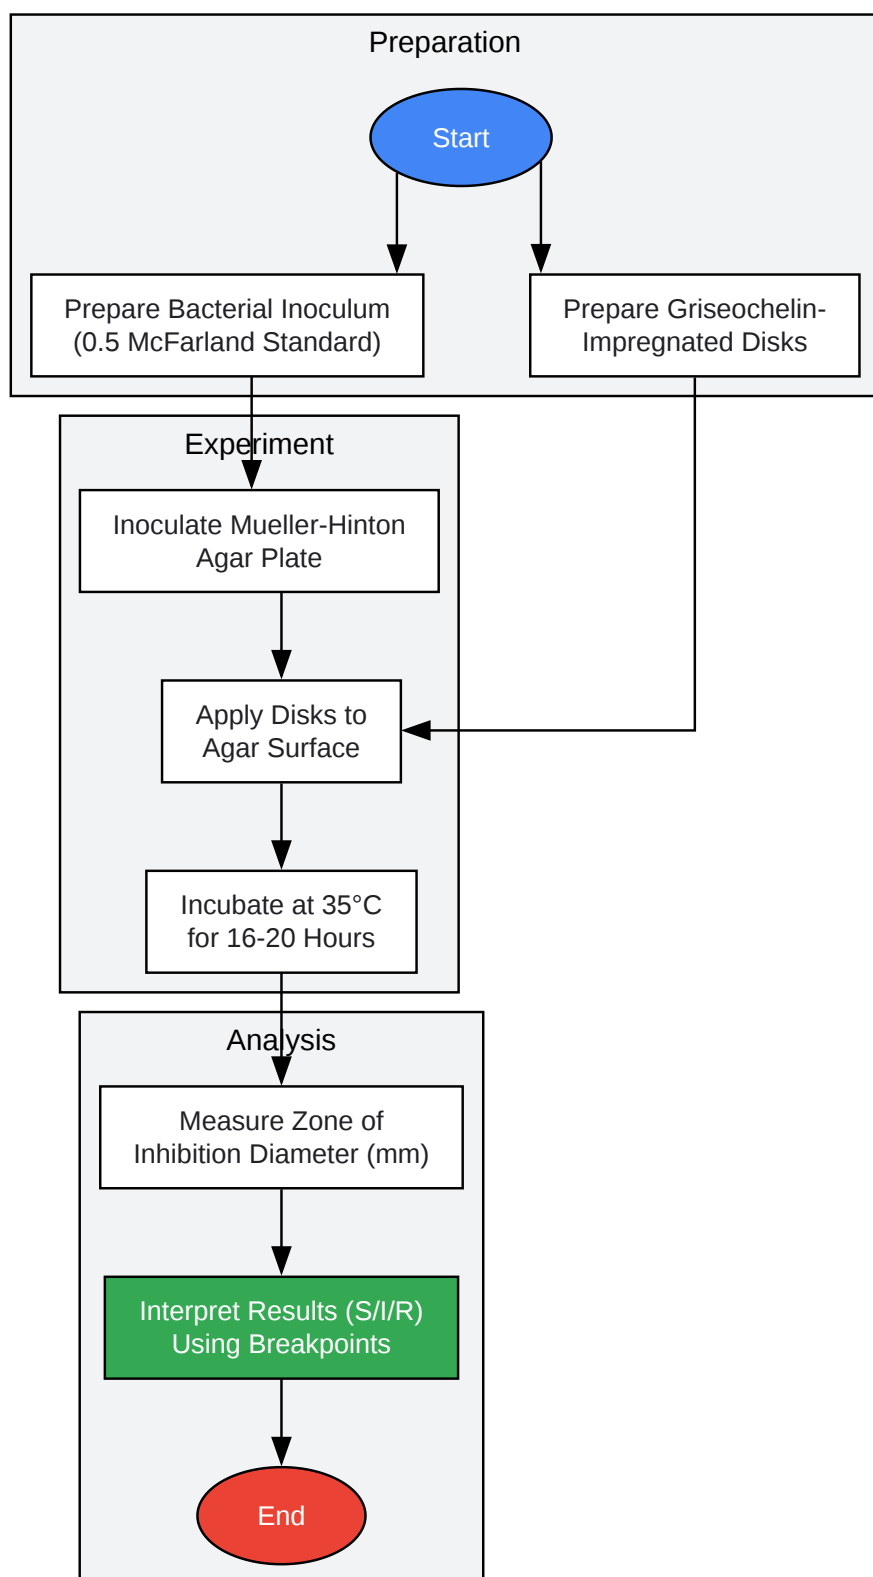 Preparation
Start
Prepare Bacterial Inoculum
(0.5 McFarland Standard)
Prepare Griseochelin-
Impregnated Disks
Experiment
Inoculate Mueller-Hinton
Agar Plate
Apply Disks to
Agar Surface
Incubate at 35°C
for 16-20 Hours
Analysis
Measure Zone of
Inhibition Diameter (mm)
Interpret Results (S/I/R)
Using Breakpoints
End